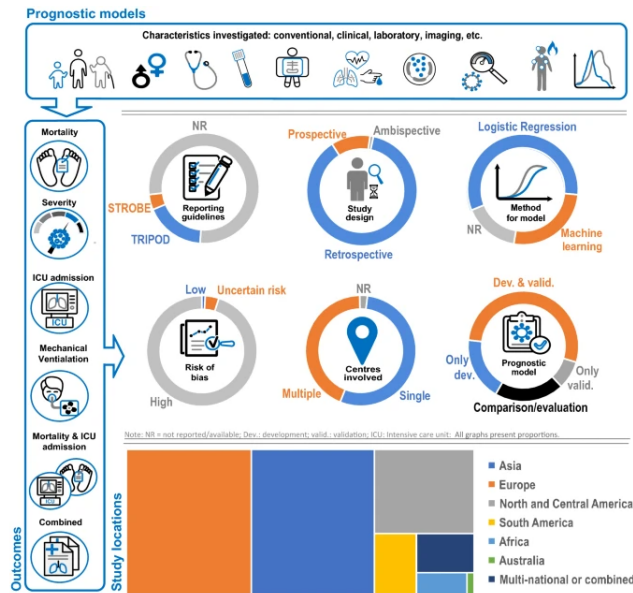 Prognostic models
Characteristics investigated: conventional, clinical, laboratory, imaging, etc.
Outcomes
Mortality
Severity
ICU admission
ICU
Mechanical
Ventialation
Mortality & ICU
admission
ICU
Combined
NR
STROBE
TRIPOD
Reporting
guidelines
Prospective
Ambispective
Retrospective
Study
design
Logistic Regression
NR
Machine
learning
Method
for model
Low
Uncertain risk
High
Risk of
bias
NR
Multiple
Single
Centres
involved
Dev. & valid.
Only
dev.
Only
valid.
Comparison/evaluation
Prognostic
model
Note: NR = not reported/available; Dev.: development; valid.: validation; ICU: Intensive care unit: All graphs present proportions.
Study locations
Asia
Europe
North and Central America
South America
Africa
Australia
Multi-national or combined